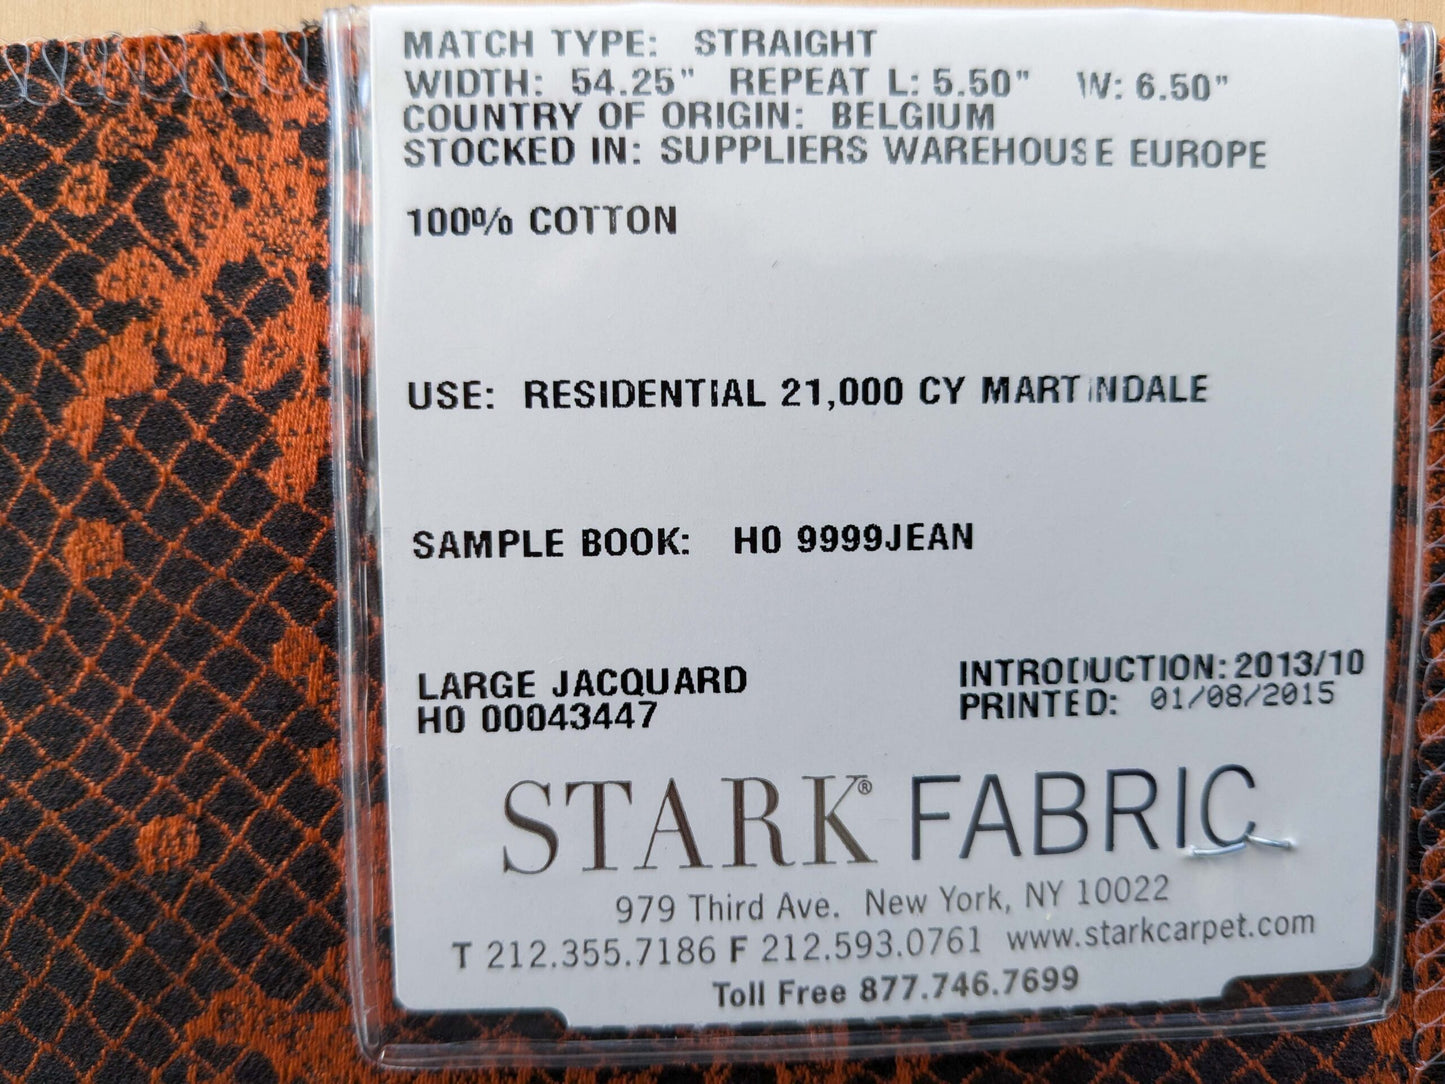 MATCH TYPE: STRAIGHT
WIDTH: 54.25" REPEAT L: 5.50" W: 6.50"
COUNTRY OF ORIGIN: BELGIUM
STOCKED IN: SUPPLIERS WAREHOUSE EUROPE
100% COTTON
USE: RESIDENTIAL 21,000 CY MARTINDALE
SAMPLE BOOK: H0 9999JEAN
LARGE JACQUARD
H0 00043447
INTRODUCTION: 2013/10
PRINTED: 01/08/2015
STARK® FABRIC
979 Third Ave. New York, NY 10022
T 212.355.7186 F 212.593.0761 www.starkcarpet.com
Toll Free 877.746.7699